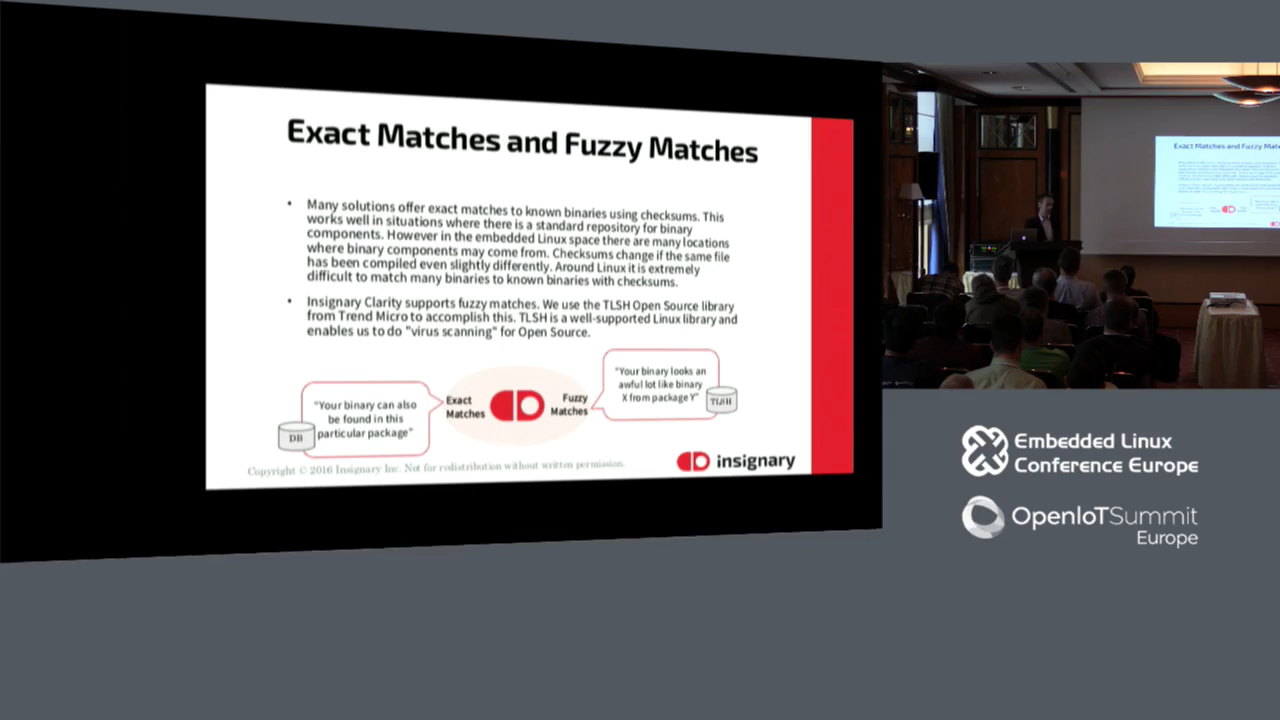 Exact Matches and Fuzzy Matches
• Many solutions offer exact matches to known binaries using checksums. This
works well in situations where there is a standard repository for binary
components. However in the embedded Linux space there are many locations
where binary components may come from. Checksums change if the same file
has been compiled even slightly differently. Around Linux it is extremely
difficult to match many binaries to known binaries with checksums.
• Insignary Clarity supports fuzzy matches. We use the TLSH Open Source library
from Trend Micro to accomplish this. TLSH is a well-supported Linux library and
enables us to do "virus scanning" for Open Source.
"Your binary can also
be found in this
particular package"
DB
Exact
Matches
Fuzzy
Matches
"Your binary looks an
awful lot like binary
X from package Y"
TLSH
Copyright © 2016 Insignary Inc. Not for redistribution without written permission.
insignary
Exact Matches and Fuzzy Mat
Embedded Linux
Conference Europe
OpenIoTSummit
Europe